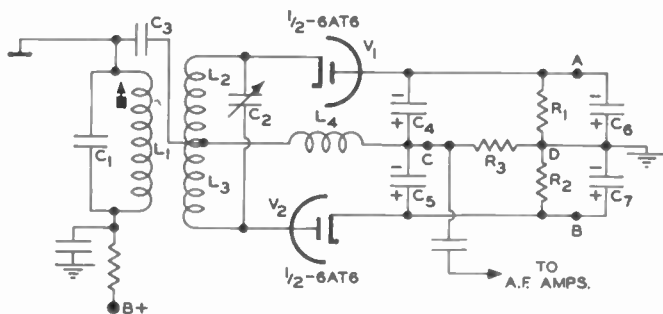 C3
1/2-6AT6
V1
A
L2
C2
L4
C4
R1
C6
C1
L1
C
R3
D
L3
C5
R2
C7
V2
B
1/2-6AT6
TO
A.F. AMPS.
B+